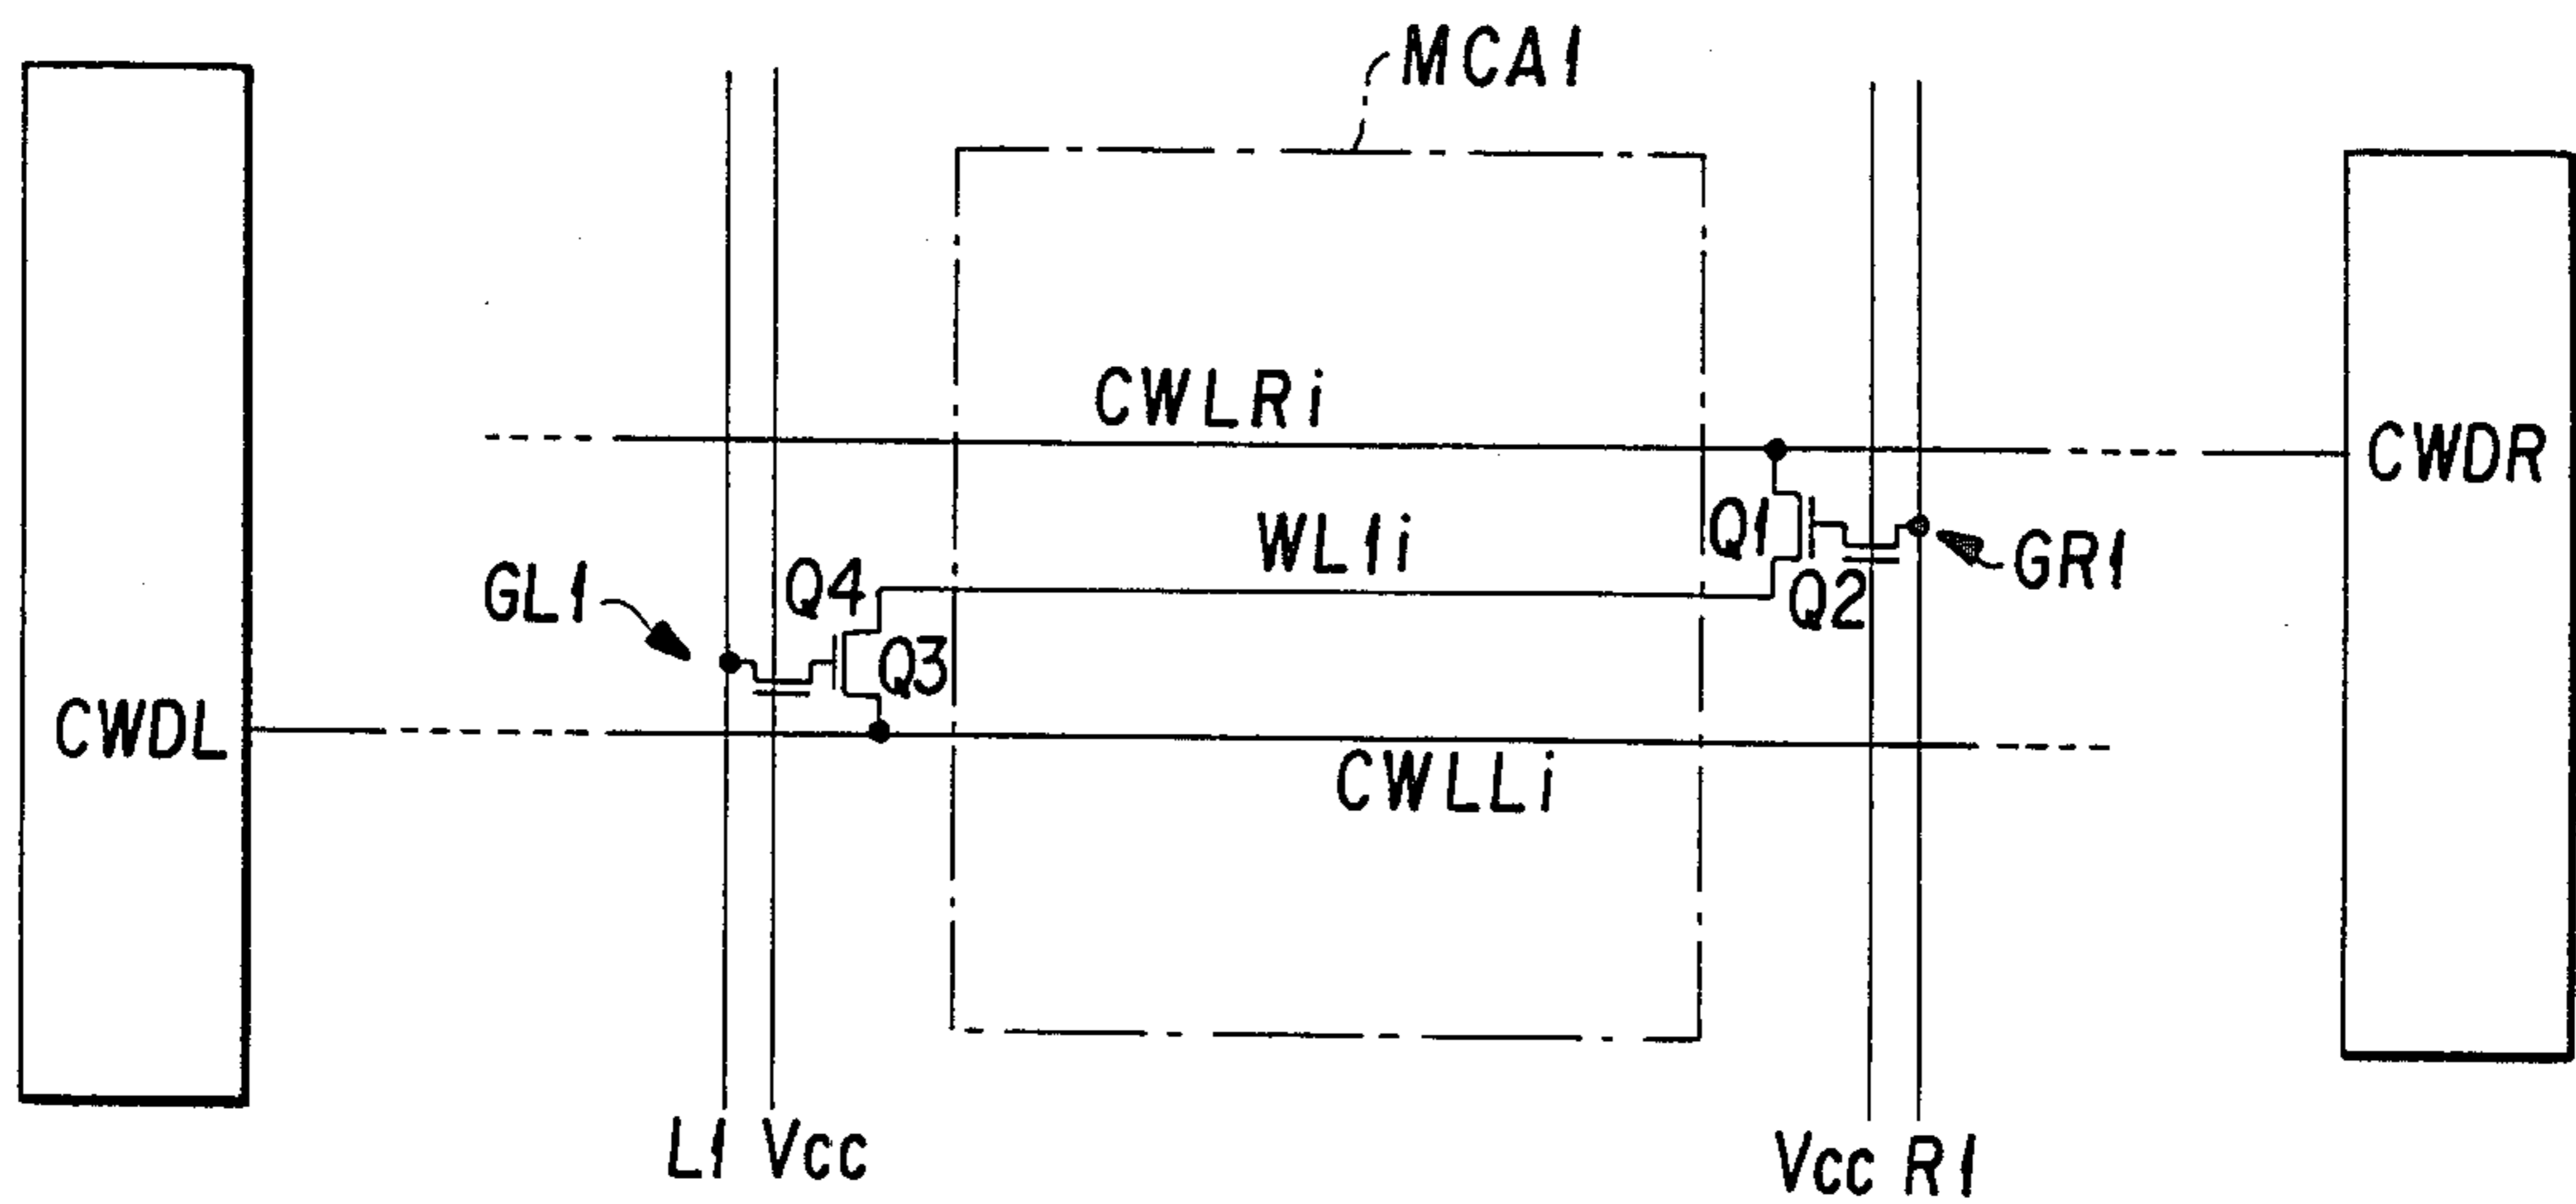 MCA1
CWLRi
CWDR
Q1
WL1i
GR1
Q4
GL1
Q2
Q3
CWDL
CWLLi
L1 Vcc
Vcc R1